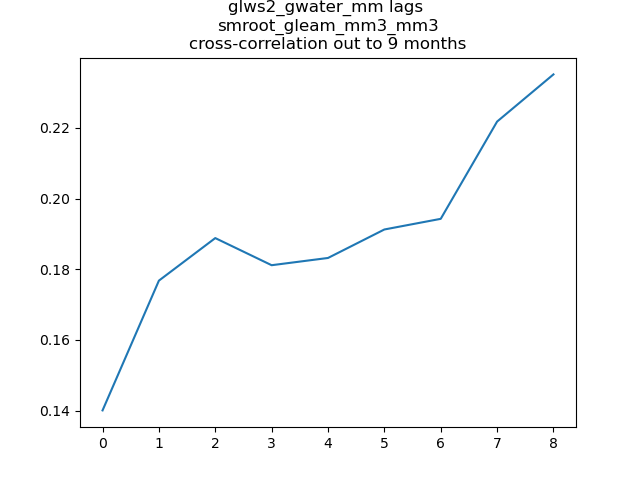 glws2_gwater_mm lags
smroot_gleam_mm3_mm3
cross-correlation out to 9 months
0.22
0.20
0.18
0.16
0.14
0 1 2 3 4 5 6 7 8